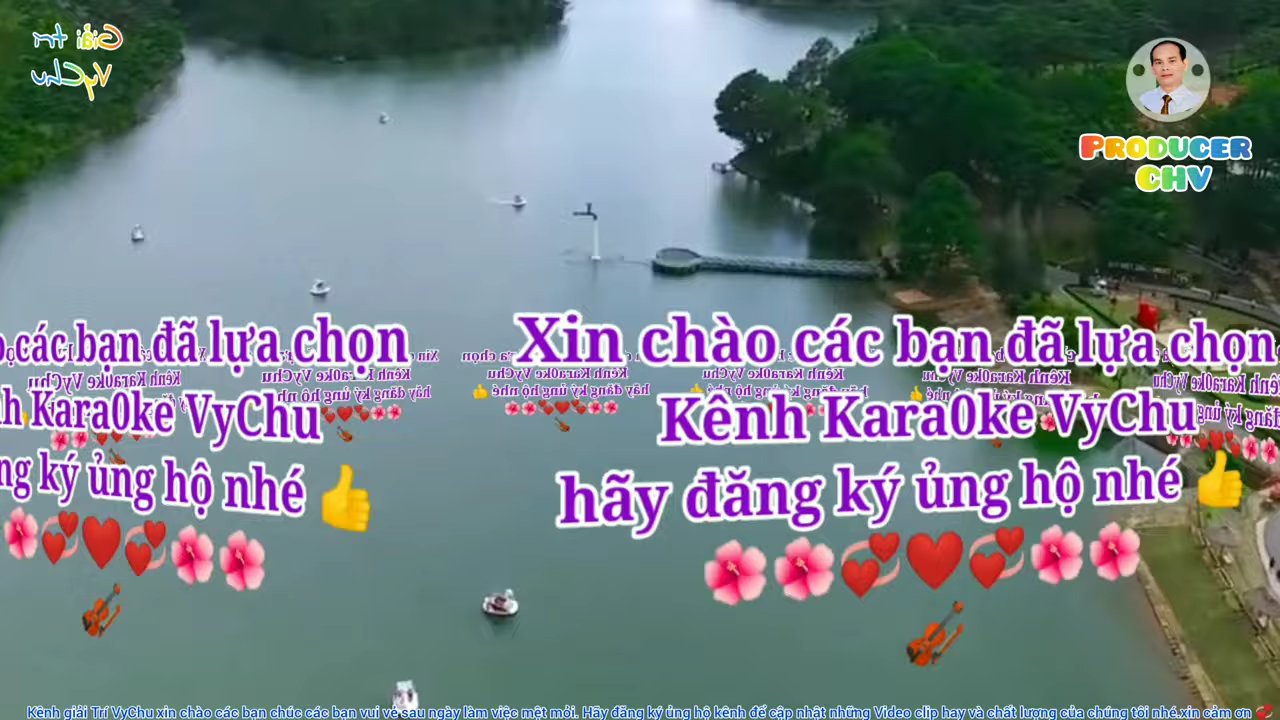 Giải trí
VyChu
PRODUCER
CHV
Xin chào các bạn đã lựa chọn
Kênh Kara0ke VyChu
hãy đăng ký ủng hộ nhé 👍
🌺🌺💞❤️💞🌺🌺
🎻
các bạn đã lựa chọn
Kara0ke VyChu
ký ủng hộ nhé 👍
🌺💞❤️💞🌺🌺
🎻
Kênh giải Trí VyChu xin chào các bạn chúc các bạn vui vẻ sau ngày làm việc mệt mỏi. Hãy đăng ký ủng hộ kênh để cập nhật những Video clip hay và chất lượng của chúng tôi nhé.xin cảm ơn 💞